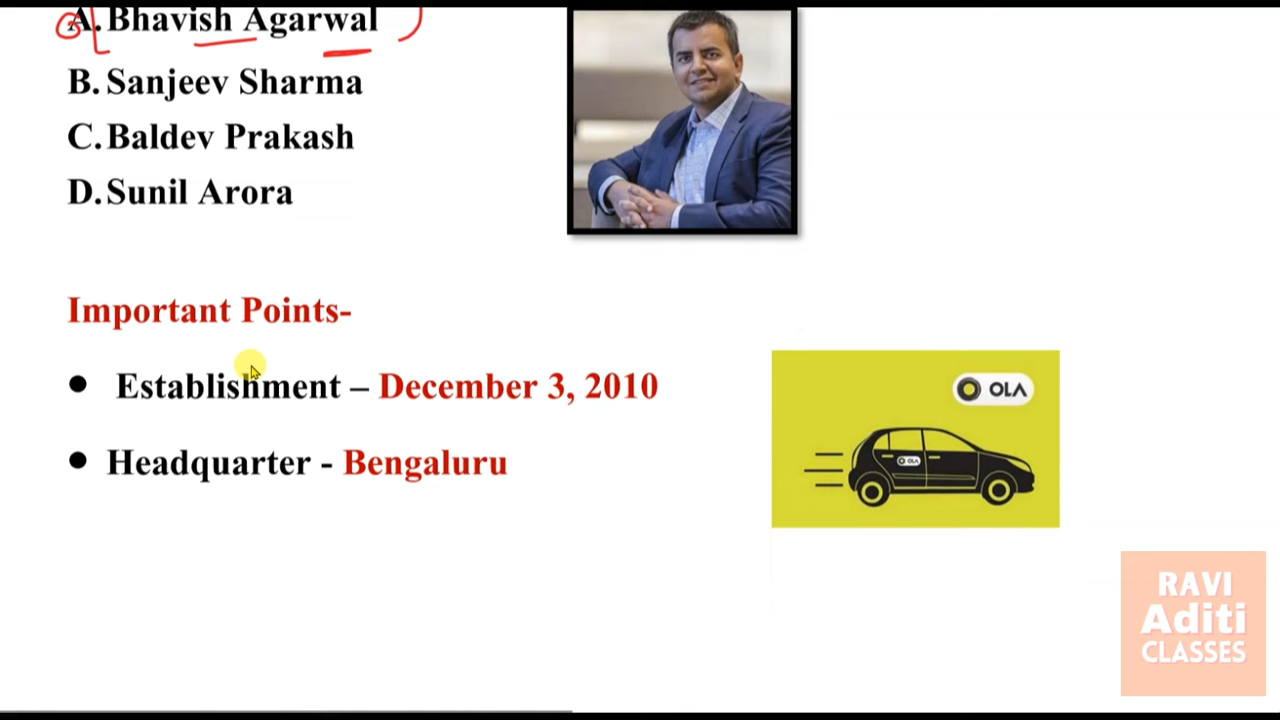 A. Bhavish Agarwal
B. Sanjeev Sharma
C. Baldev Prakash
D. Sunil Arora
Important Points-
● Establishment – December 3, 2010
● Headquarter - Bengaluru
OLA
OLA
RAVI
Aditi
CLASSES